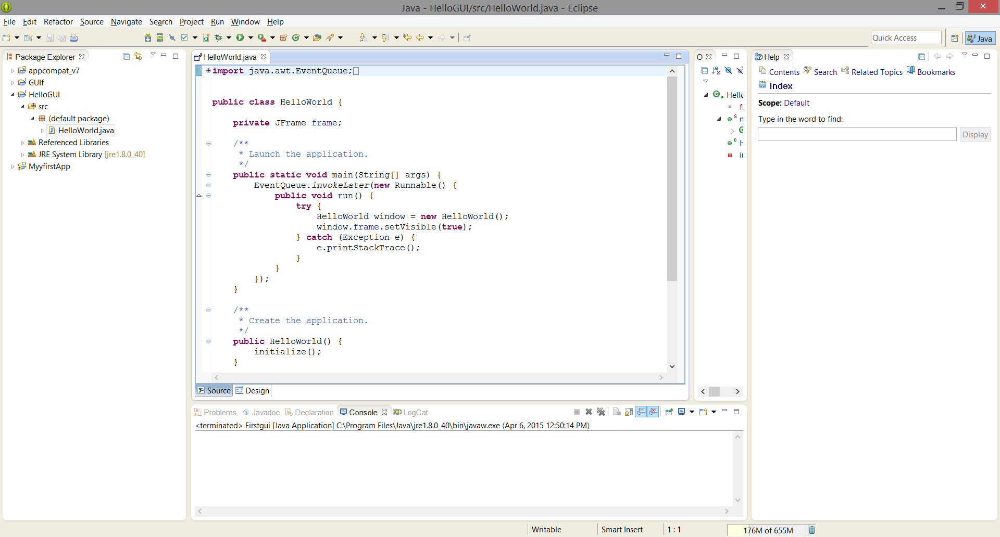 Java - HelloGUI/src/HelloWorld.java - Eclipse
File Edit Refactor Source Navigate Search Project Run Window Help
Quick Access
Java
Package Explorer
appcompat_v7
GUIf
HelloGUI
src
(default package)
HelloWorld.java
Referenced Libraries
JRE System Library [jre1.8.0_40]
MyyfirstApp
HelloWorld.java
import java.awt.EventQueue;
public class HelloWorld {
private JFrame frame;
/**
* Launch the application.
*/
public static void main(String[] args) {
EventQueue.invokeLater(new Runnable() {
public void run() {
try {
HelloWorld window = new HelloWorld();
window.frame.setVisible(true);
} catch (Exception e) {
e.printStackTrace();
}
}
});
}
/**
* Create the application.
*/
public HelloWorld() {
initialize();
}
Source Design
O
Help
Contents Search Related Topics Bookmarks
Index
Scope: Default
Type in the word to find:
Display
Problems @ Javadoc Declaration Console LogCat
<terminated> Firstgui [Java Application] C:\Program Files\Java\jre1.8.0_40\bin\javaw.exe (Apr 6, 2015 12:50:14 PM)
Writable Smart Insert 1 : 1 176M of 655M